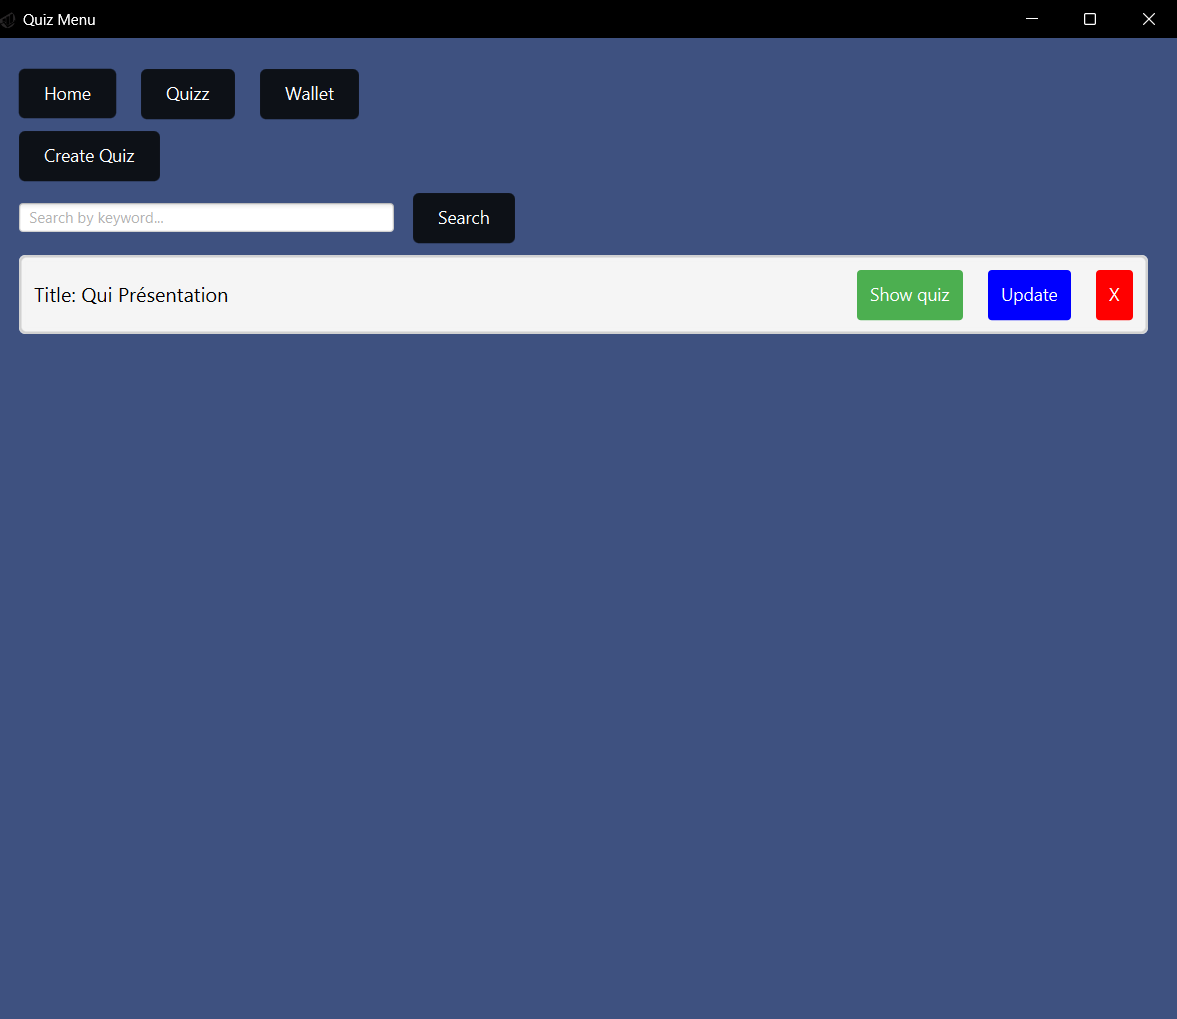 Quiz Menu
Home Quizz Wallet
Create Quiz
Search by keyword... Search
Title: Qui Présentation Show quiz Update X